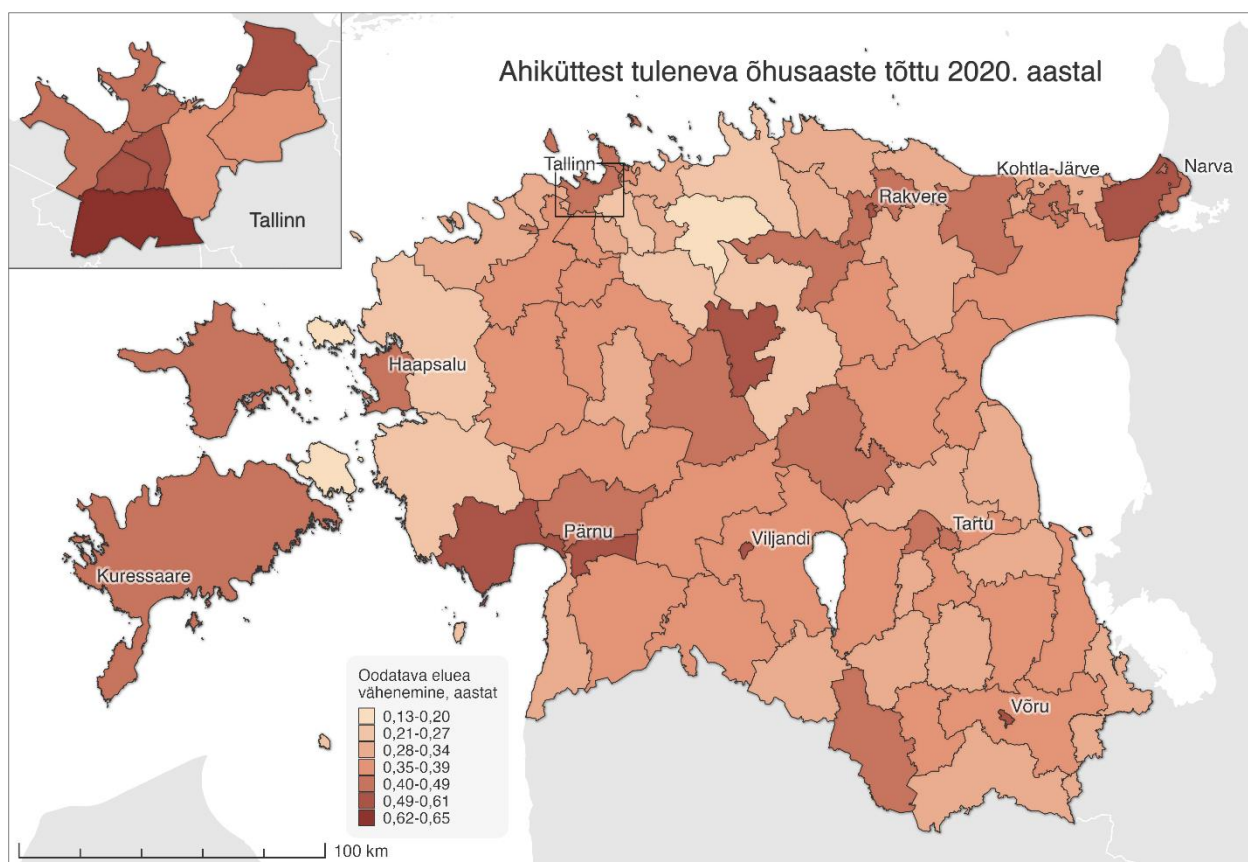 Ahiküttest tuleneva õhusaaste tõttu 2020. aastal
Tallinn
Tallinn
Kohtla-Järve
Narva
Rakvere
Haapsalu
Pärnu
Viljandi
Tartu
Kuressaare
Võru
Oodatava eluea
vähenemine, aastat
0,13-0,20
0,21-0,27
0,28-0,34
0,35-0,39
0,40-0,49
0,49-0,61
0,62-0,65
100 km